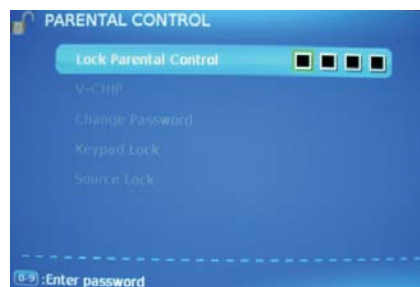 PARENTAL CONTROL
Lock Parental Control
V-CHIP
Change Password
Keypad Lock
Source Lock
0-9 :Enter password